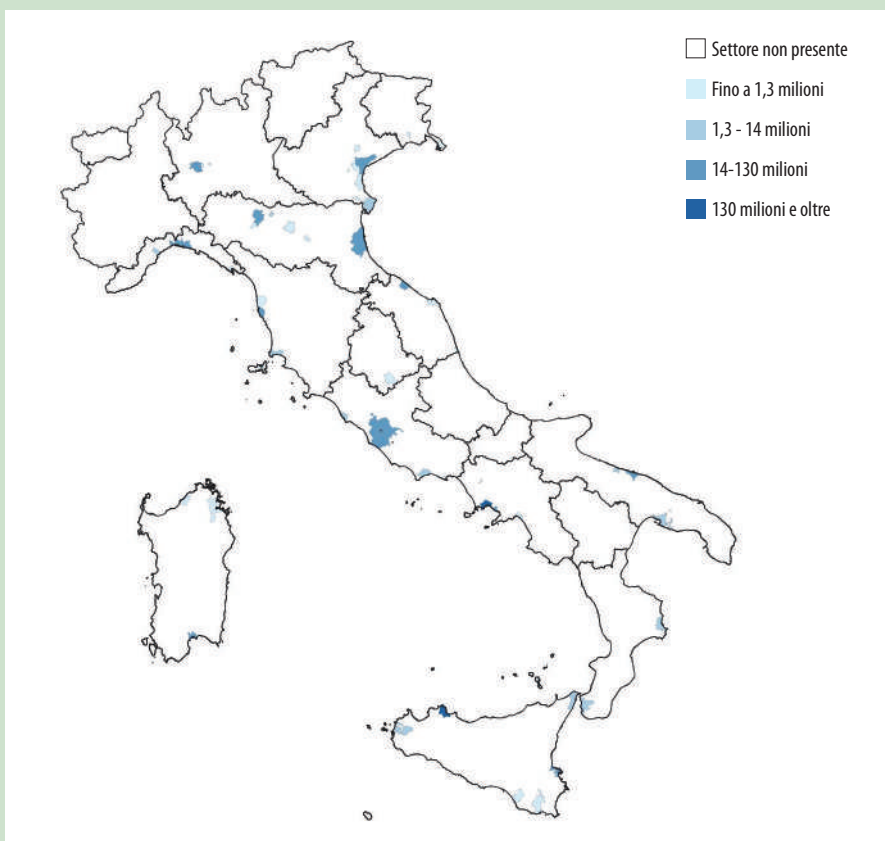 Settore non presente
Fino a 1,3 milioni
1,3 - 14 milioni
14-130 milioni
130 milioni e oltre